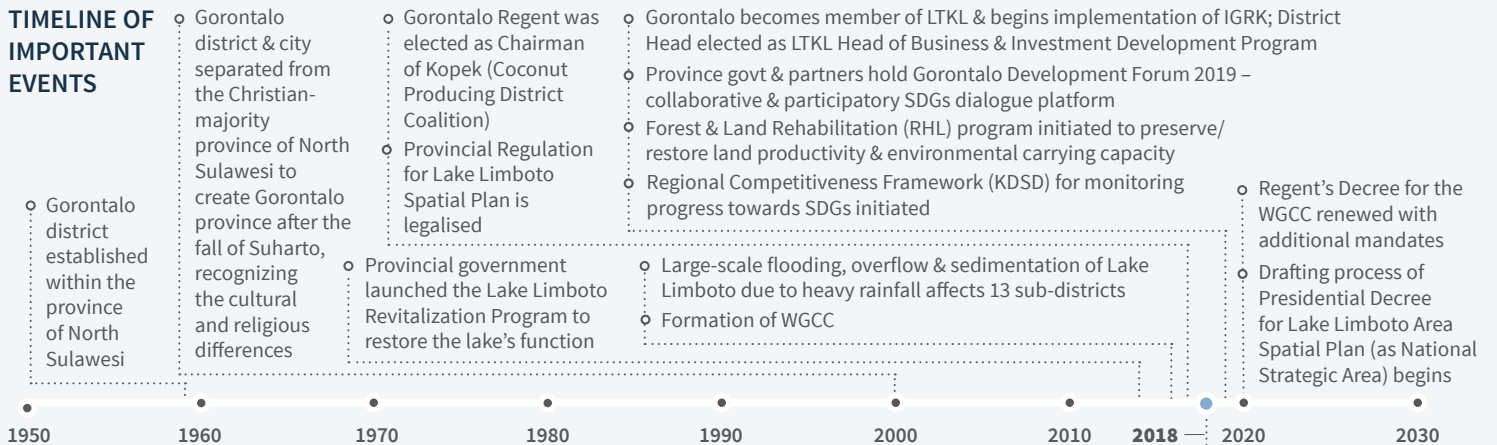 TIMELINE OF
IMPORTANT
EVENTS
Gorontalo
district
established
within the
province
of North
Sulawesi
Gorontalo
district & city
separated from
the Christian-
majority
province of North
Sulawesi to
create Gorontalo
province after the
fall of Suharto,
recognizing
the cultural
and religious
differences
Gorontalo Regent was
elected as Chairman
of Kopek (Coconut
Producing District
Coalition)
Provincial Regulation
for Lake Limboto
Spatial Plan is
legalised
Provincial government
launched the Lake Limboto
Revitalization Program to
restore the lake's function
Gorontalo becomes member of LTKL & begins implementation of IGRK; District
Head elected as LTKL Head of Business & Investment Development Program
Province govt & partners hold Gorontalo Development Forum 2019 –
collaborative & participatory SDGs dialogue platform
Forest & Land Rehabilitation (RHL) program initiated to preserve/
restore land productivity & environmental carrying capacity
Regional Competitiveness Framework (KDSD) for monitoring
progress towards SDGs initiated
Large-scale flooding, overflow & sedimentation of Lake
Limboto due to heavy rainfall affects 13 sub-districts
Formation of WGCC
Regent's Decree for the
WGCC renewed with
additional mandates
Drafting process of
Presidential Decree
for Lake Limboto Area
Spatial Plan (as National
Strategic Area) begins
1950 1960 1970 1980 1990 2000 2010 2018 2020 2030